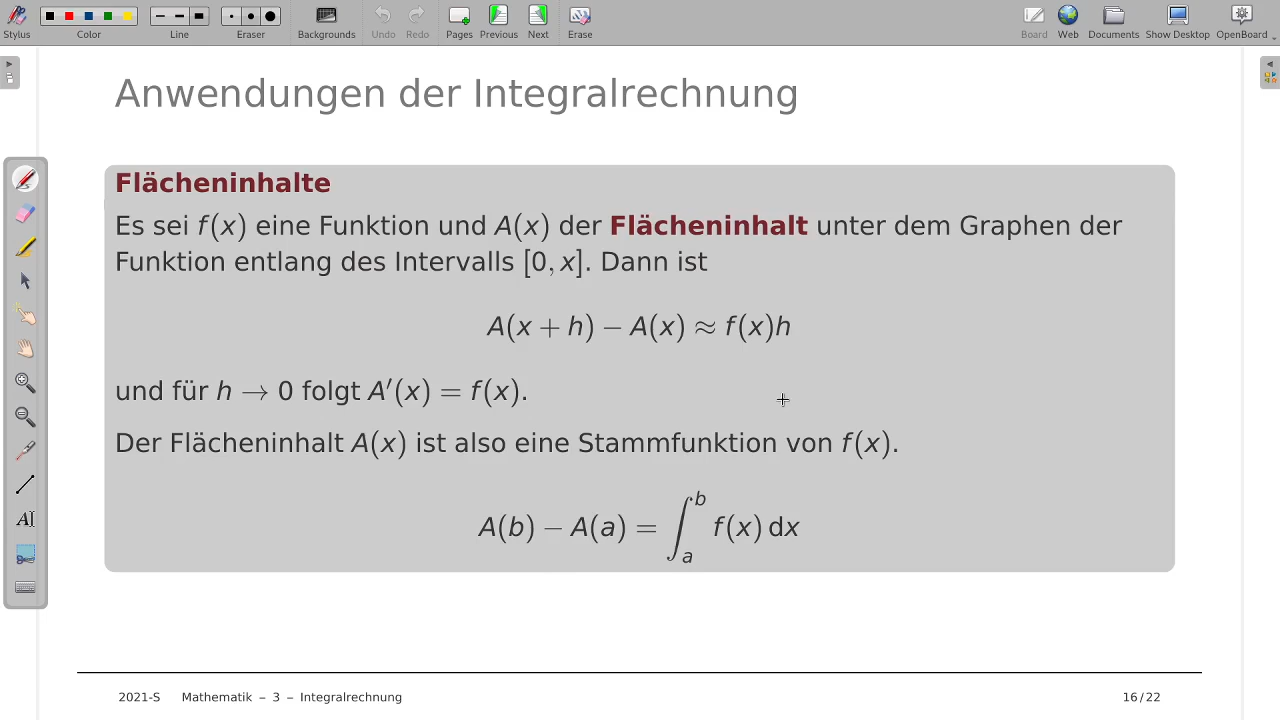 Stylus
Color
Line
Eraser
Backgrounds
Undo
Redo
Pages
Previous
Next
Erase
Board
Web
Documents
Show Desktop
OpenBoard
Anwendungen der Integralrechnung
Flächeninhalte
Es sei f(x) eine Funktion und A(x) der Flächeninhalt unter dem Graphen der
Funktion entlang des Intervalls [0, x]. Dann ist
A(x + h) − A(x) ≈ f(x)h
und für h → 0 folgt A′(x) = f(x).
Der Flächeninhalt A(x) ist also eine Stammfunktion von f(x).
A(b) − A(a) = ∫_a^b f(x) dx
AI
2021-S Mathematik – 3 – Integralrechnung 16/22